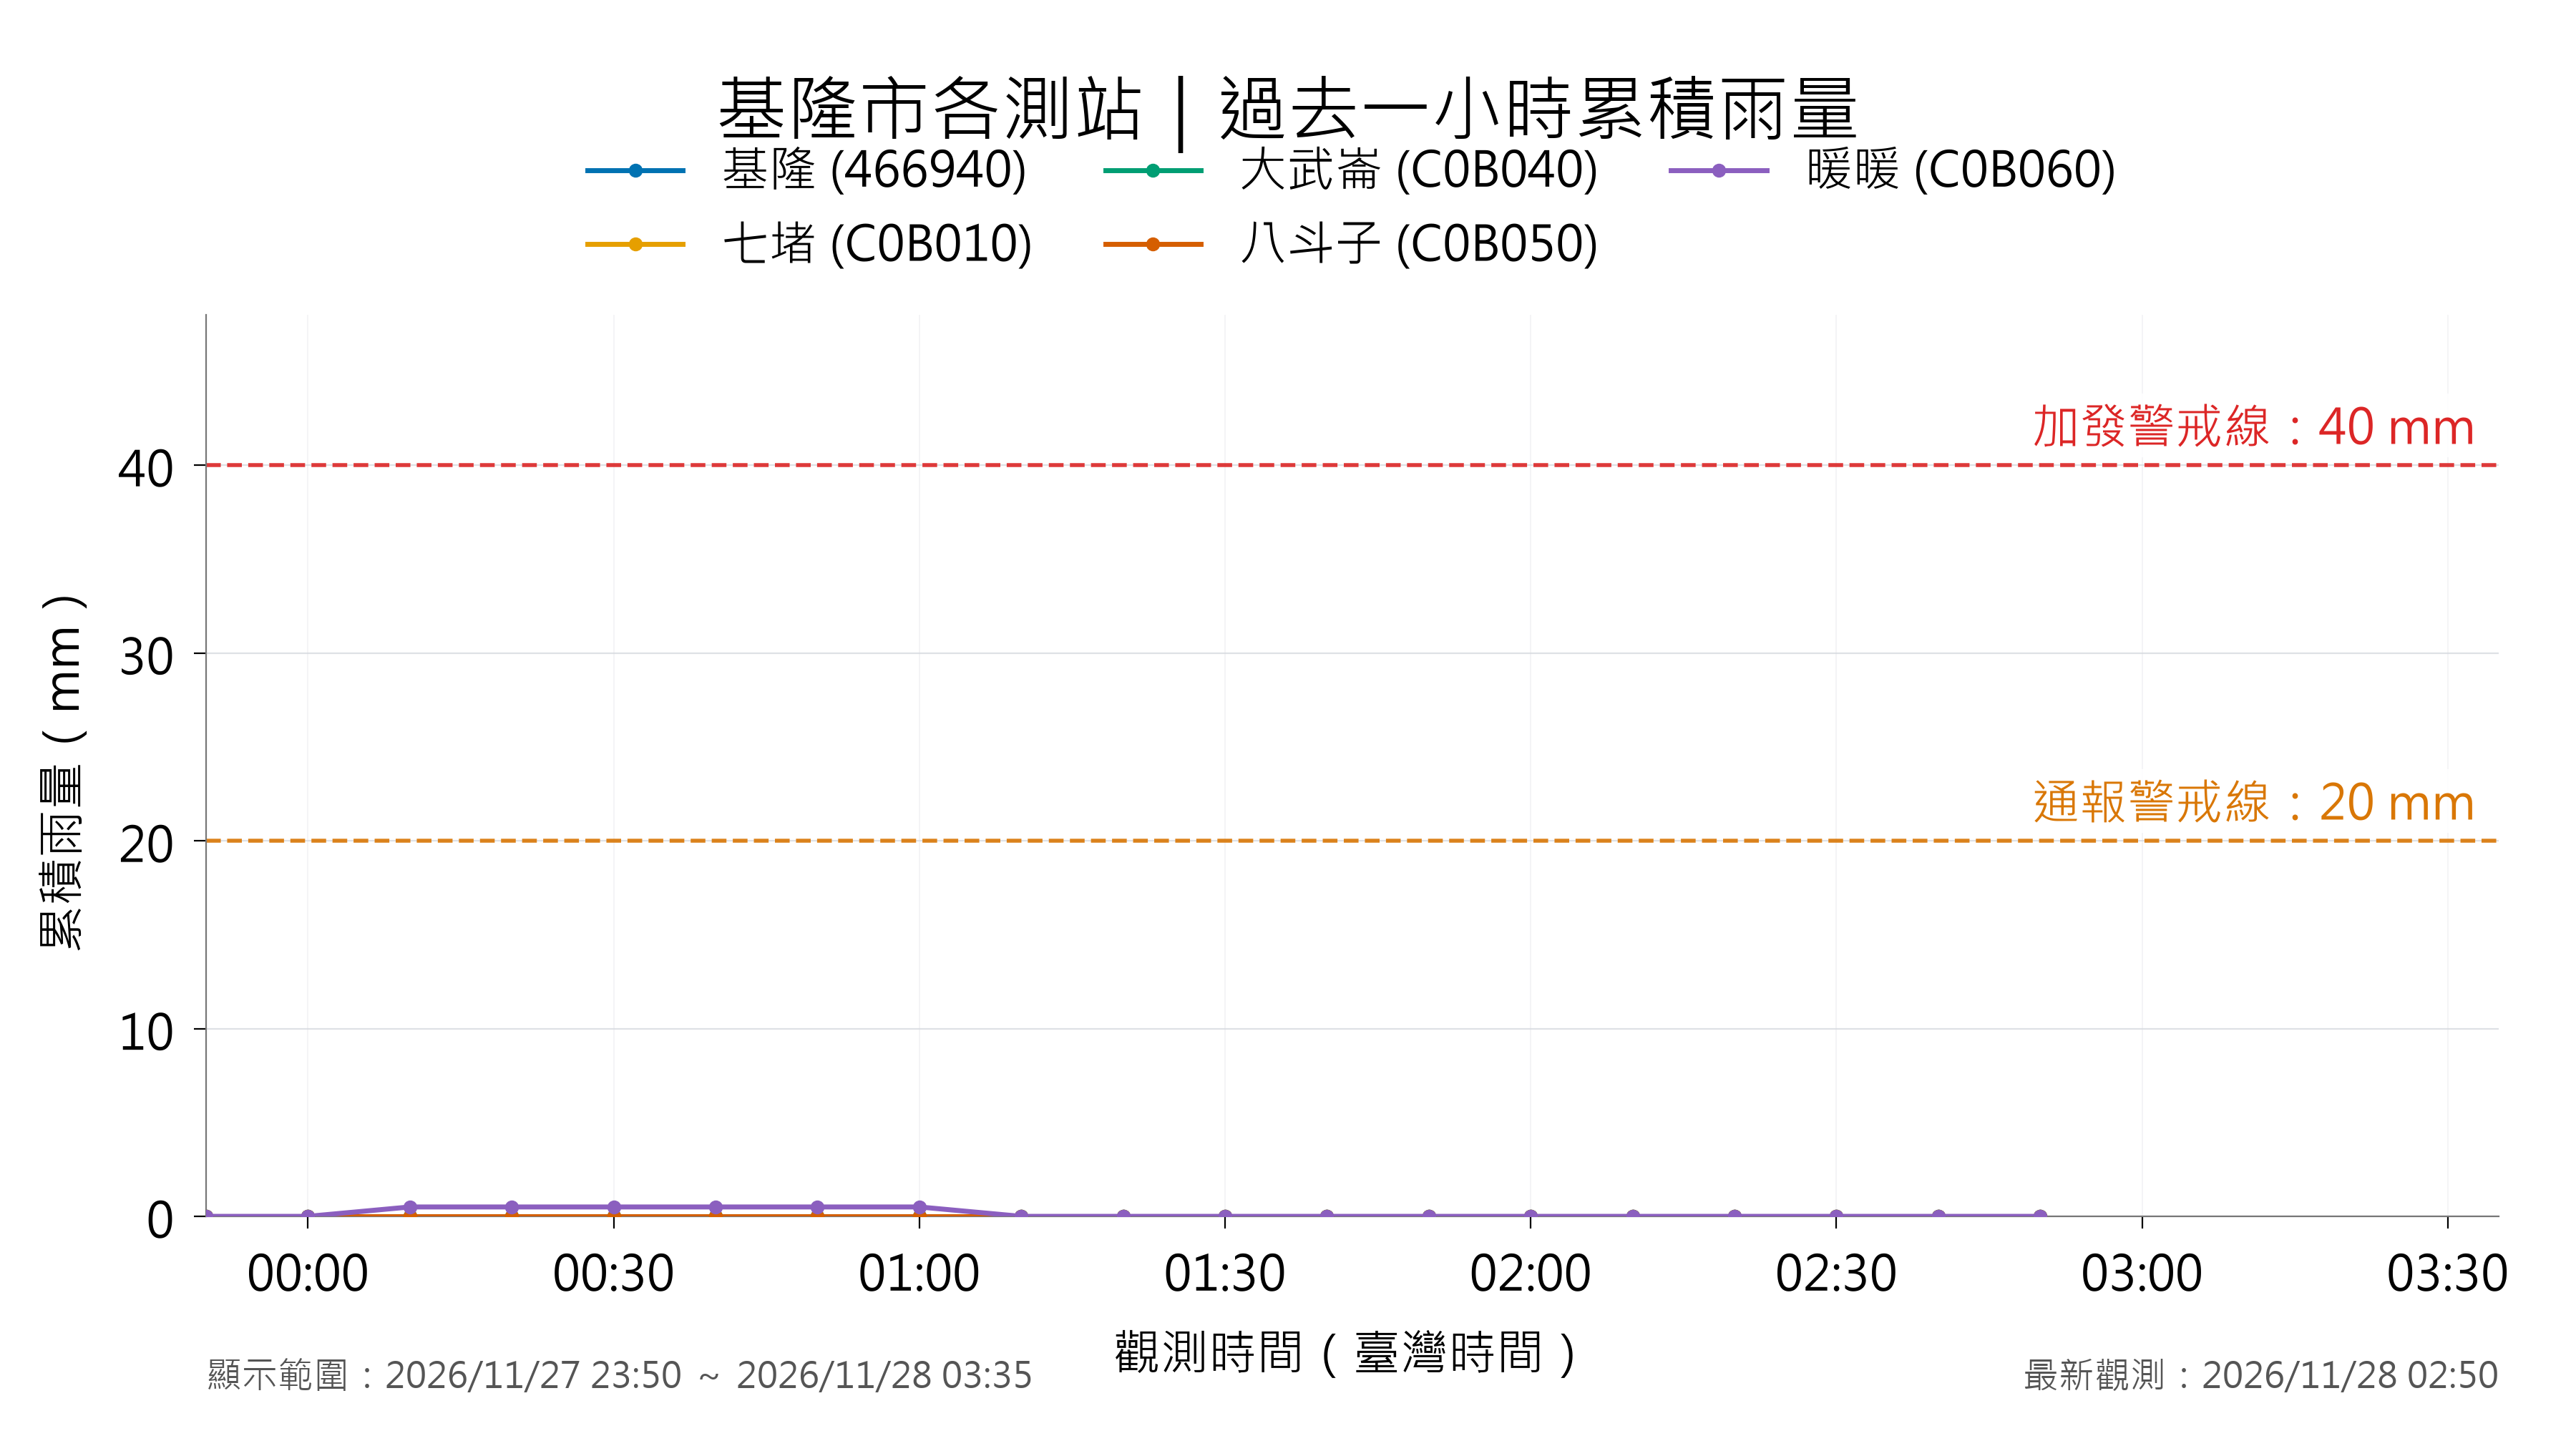 基隆市各測站｜過去一小時累積雨量
基隆 (466940)
大武崙 (C0B040)
暖暖 (C0B060)
七堵 (C0B010)
八斗子 (C0B050)
加發警戒線：40 mm
通報警戒線：20 mm
累積雨量（mm）
40
30
20
10
0
00:00 00:30 01:00 01:30 02:00 02:30 03:00 03:30
觀測時間（臺灣時間）
顯示範圍：2026/11/27 23:50 ~ 2026/11/28 03:35
最新觀測：2026/11/28 02:50